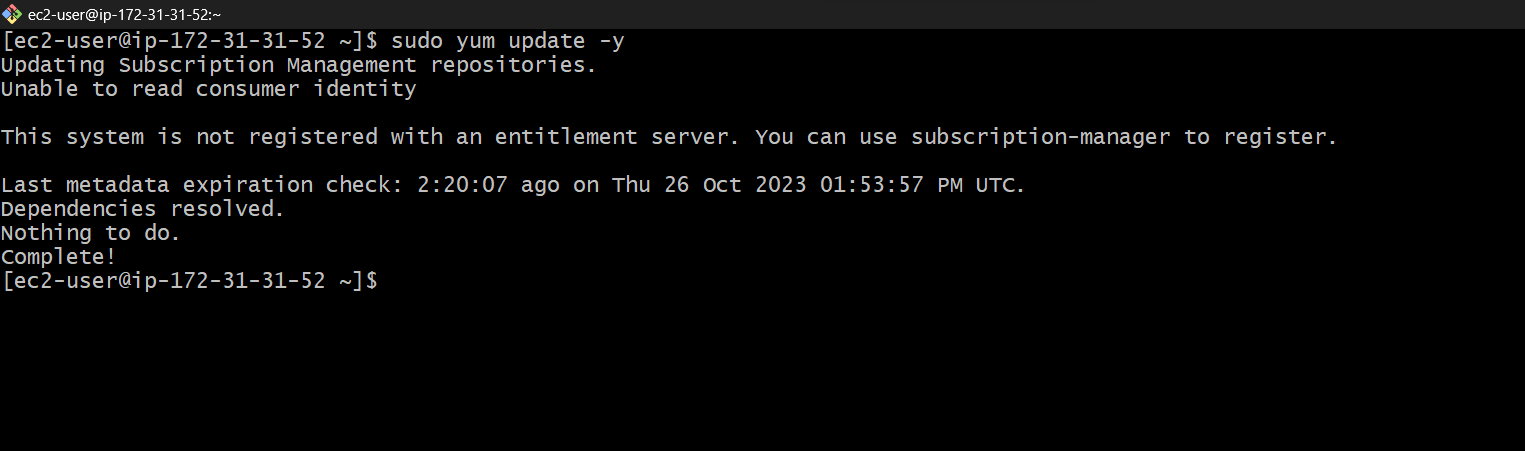 ec2-user@ip-172-31-31-52:~
[ec2-user@ip-172-31-31-52 ~]$ sudo yum update -y
Updating Subscription Management repositories.
Unable to read consumer identity
This system is not registered with an entitlement server. You can use subscription-manager to register.
Last metadata expiration check: 2:20:07 ago on Thu 26 Oct 2023 01:53:57 PM UTC.
Dependencies resolved.
Nothing to do.
Complete!
[ec2-user@ip-172-31-31-52 ~]$